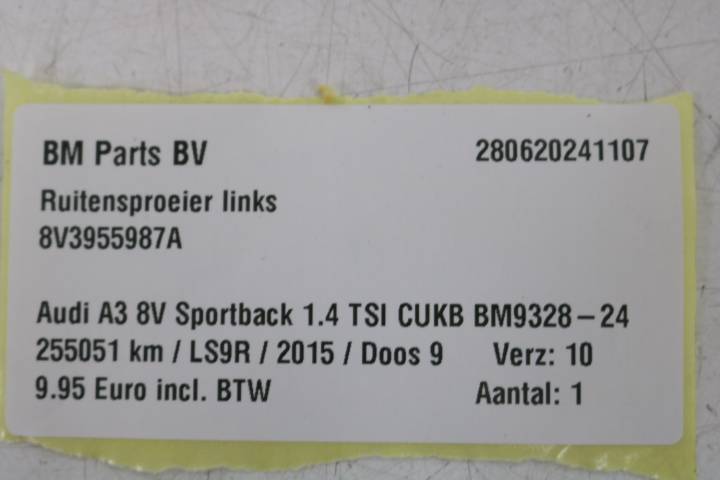 BM Parts BV 280620241107
Ruitensproeier links
8V3955987A
Audi A3 8V Sportback 1.4 TSI CUKB BM9328-24
255051 km / LS9R / 2015 / Doos 9 Verz: 10
9.95 Euro incl. BTW Aantal: 1